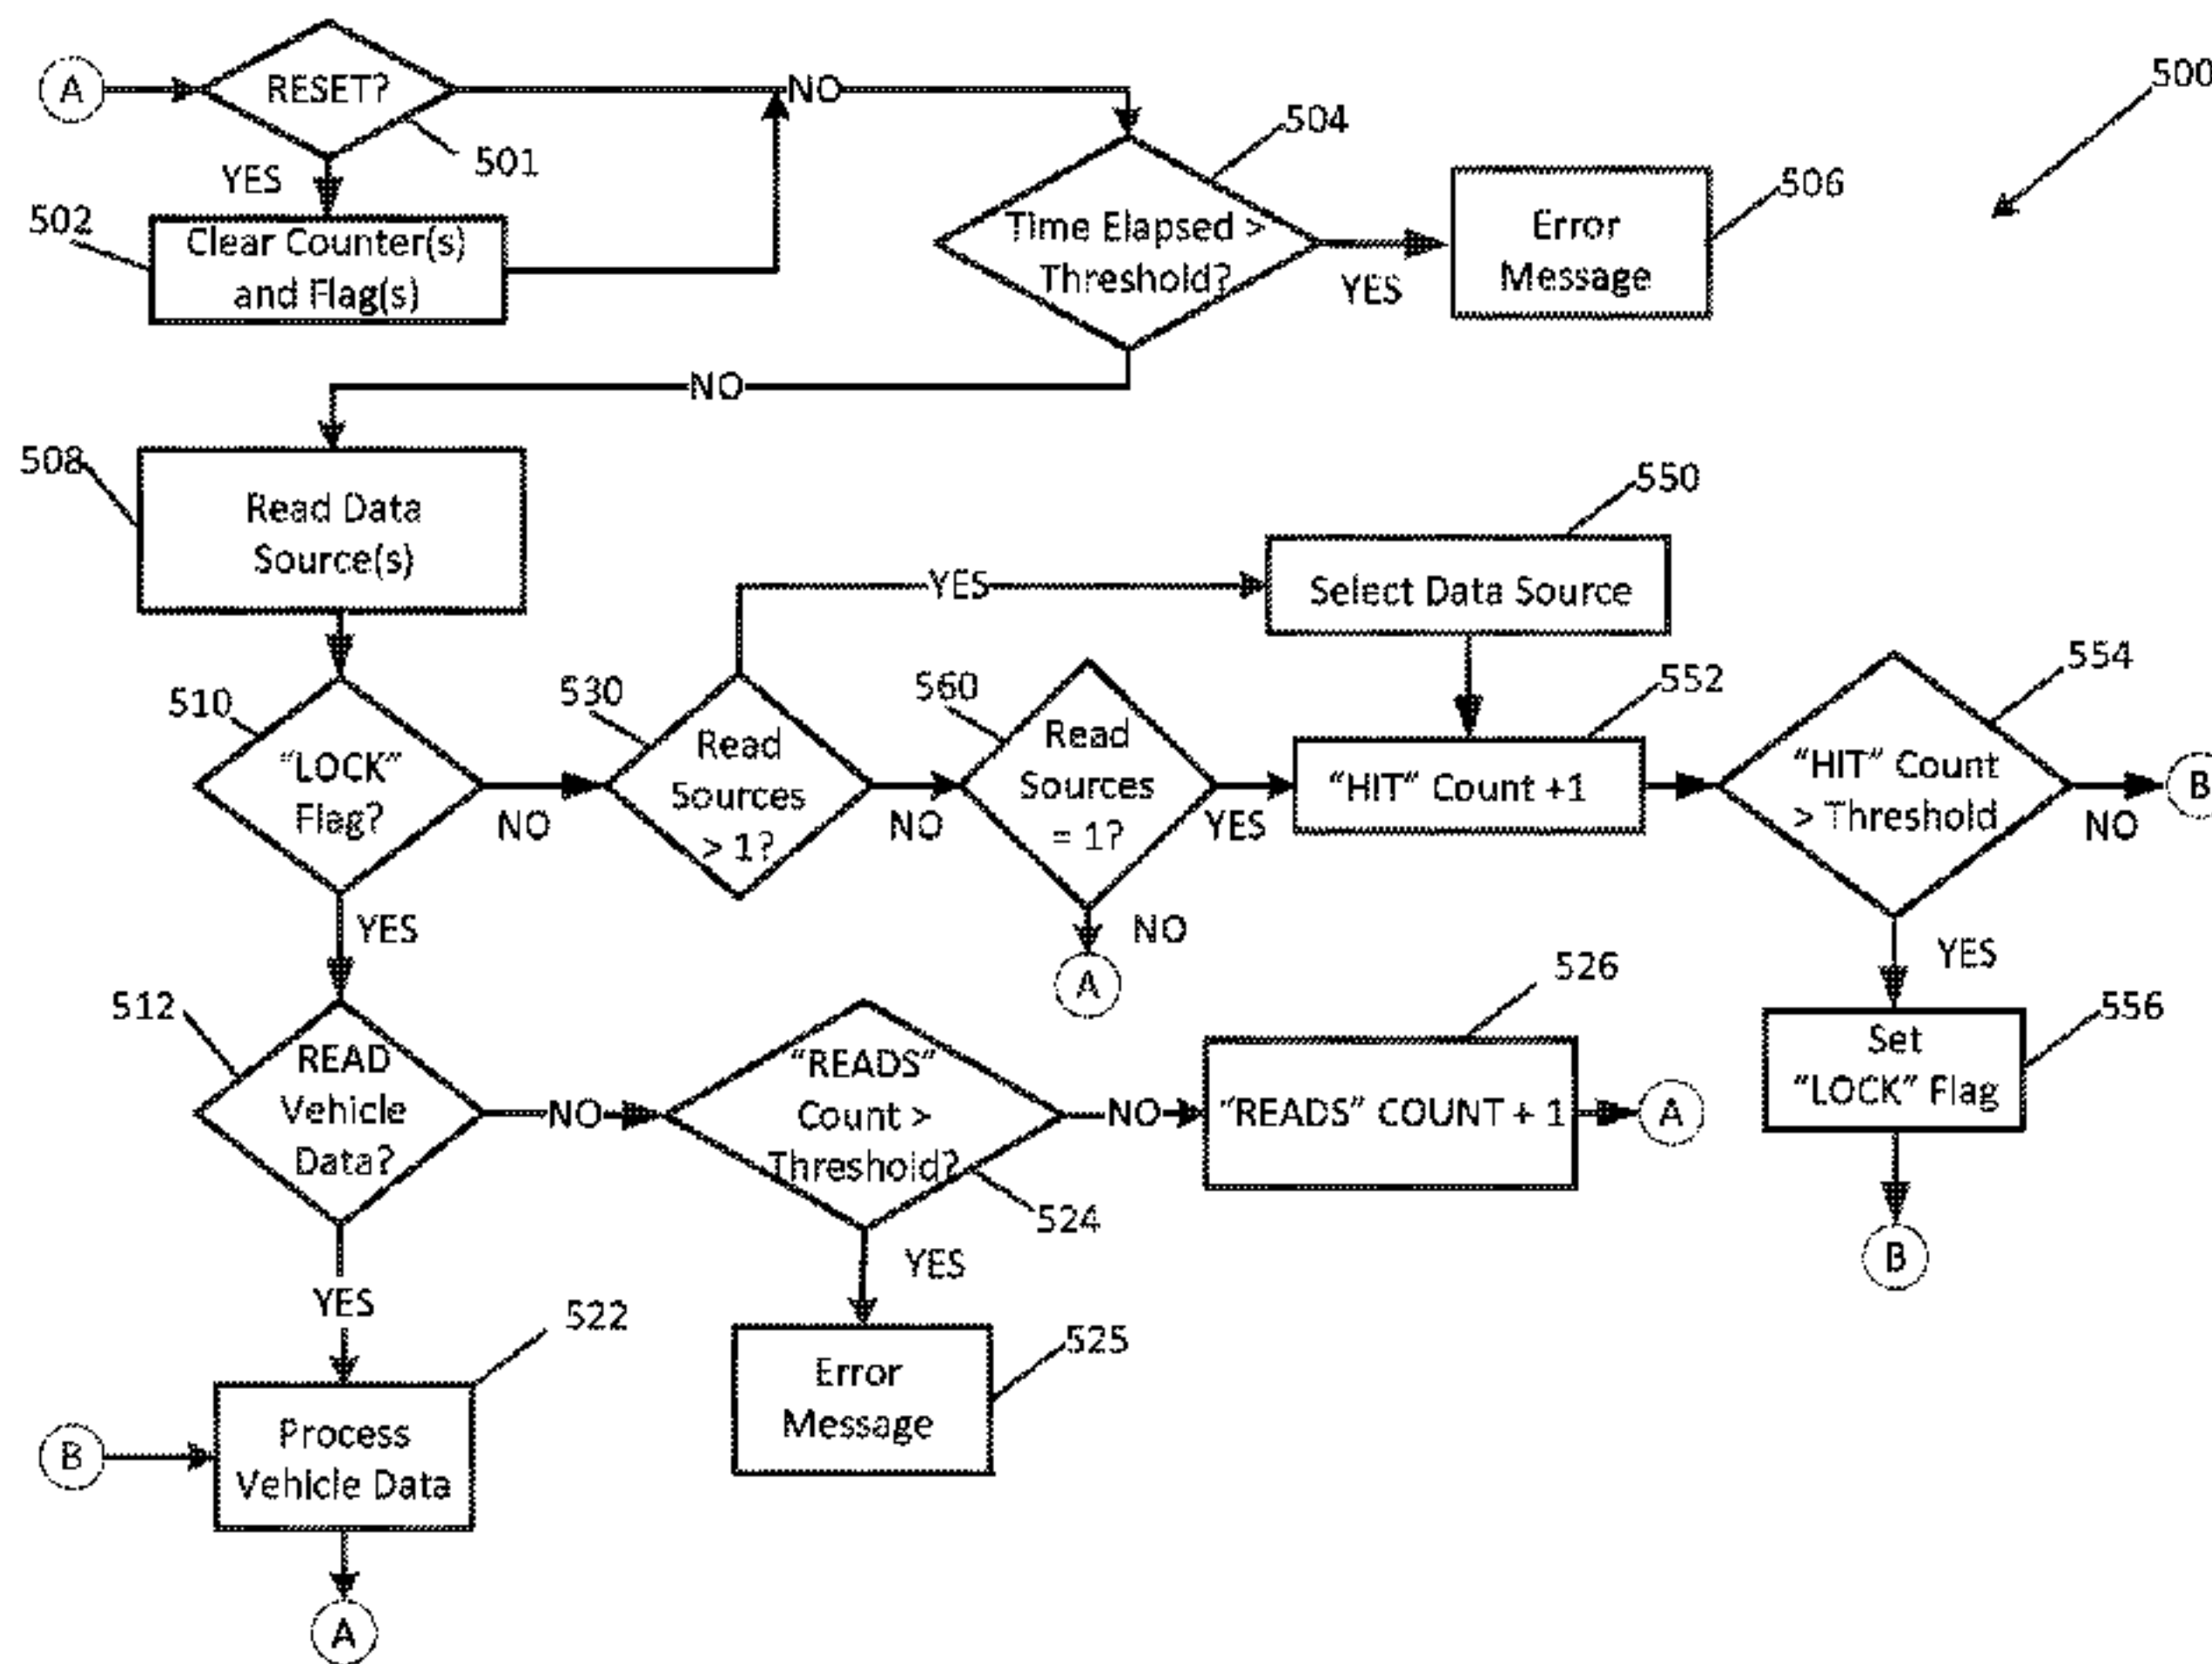 A
RESET?
NO
500
504
501
YES
506
502
Clear Counter(s)
and Flag(s)
Time Elapsed >
Threshold?
YES
Error
Message
NO
508
Read Data
Source(s)
550
YES
Select Data Source
510
530
560
552
554
"LOCK"
Flag?
NO
Read
Sources
> 1?
NO
Read
Sources
= 1?
YES
"HIT" Count +1
"HIT" Count
> Threshold
NO
B
YES
NO
A
YES
512
526
556
READ
Vehicle
Data?
NO
"READS"
Count >
Threshold?
NO
"READS" COUNT + 1
A
Set
"LOCK" Flag
524
YES
B
YES
522
525
Error
Message
B
Process
Vehicle Data
A